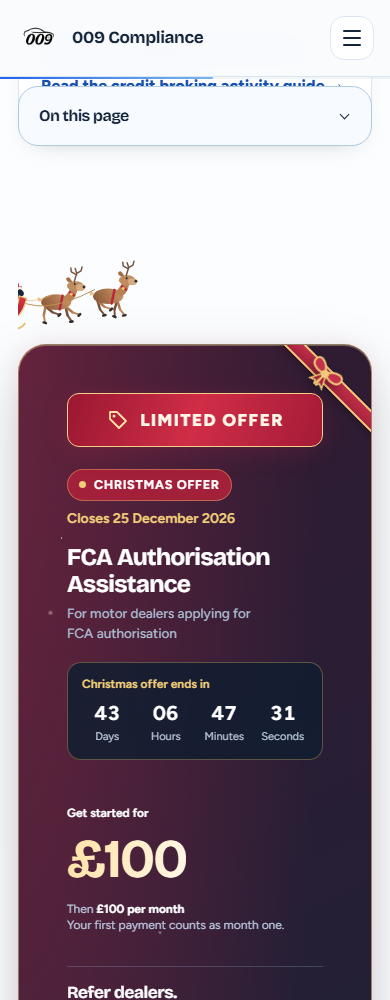 009 009 Compliance
Read the credit broking activity guide
On this page
LIMITED OFFER
CHRISTMAS OFFER
Closes 25 December 2026
FCA Authorisation
Assistance
For motor dealers applying for
FCA authorisation
Christmas offer ends in
43 06 47 31
Days Hours Minutes Seconds
Get started for
£100
Then £100 per month
Your first payment counts as month one.
Refer dealers.